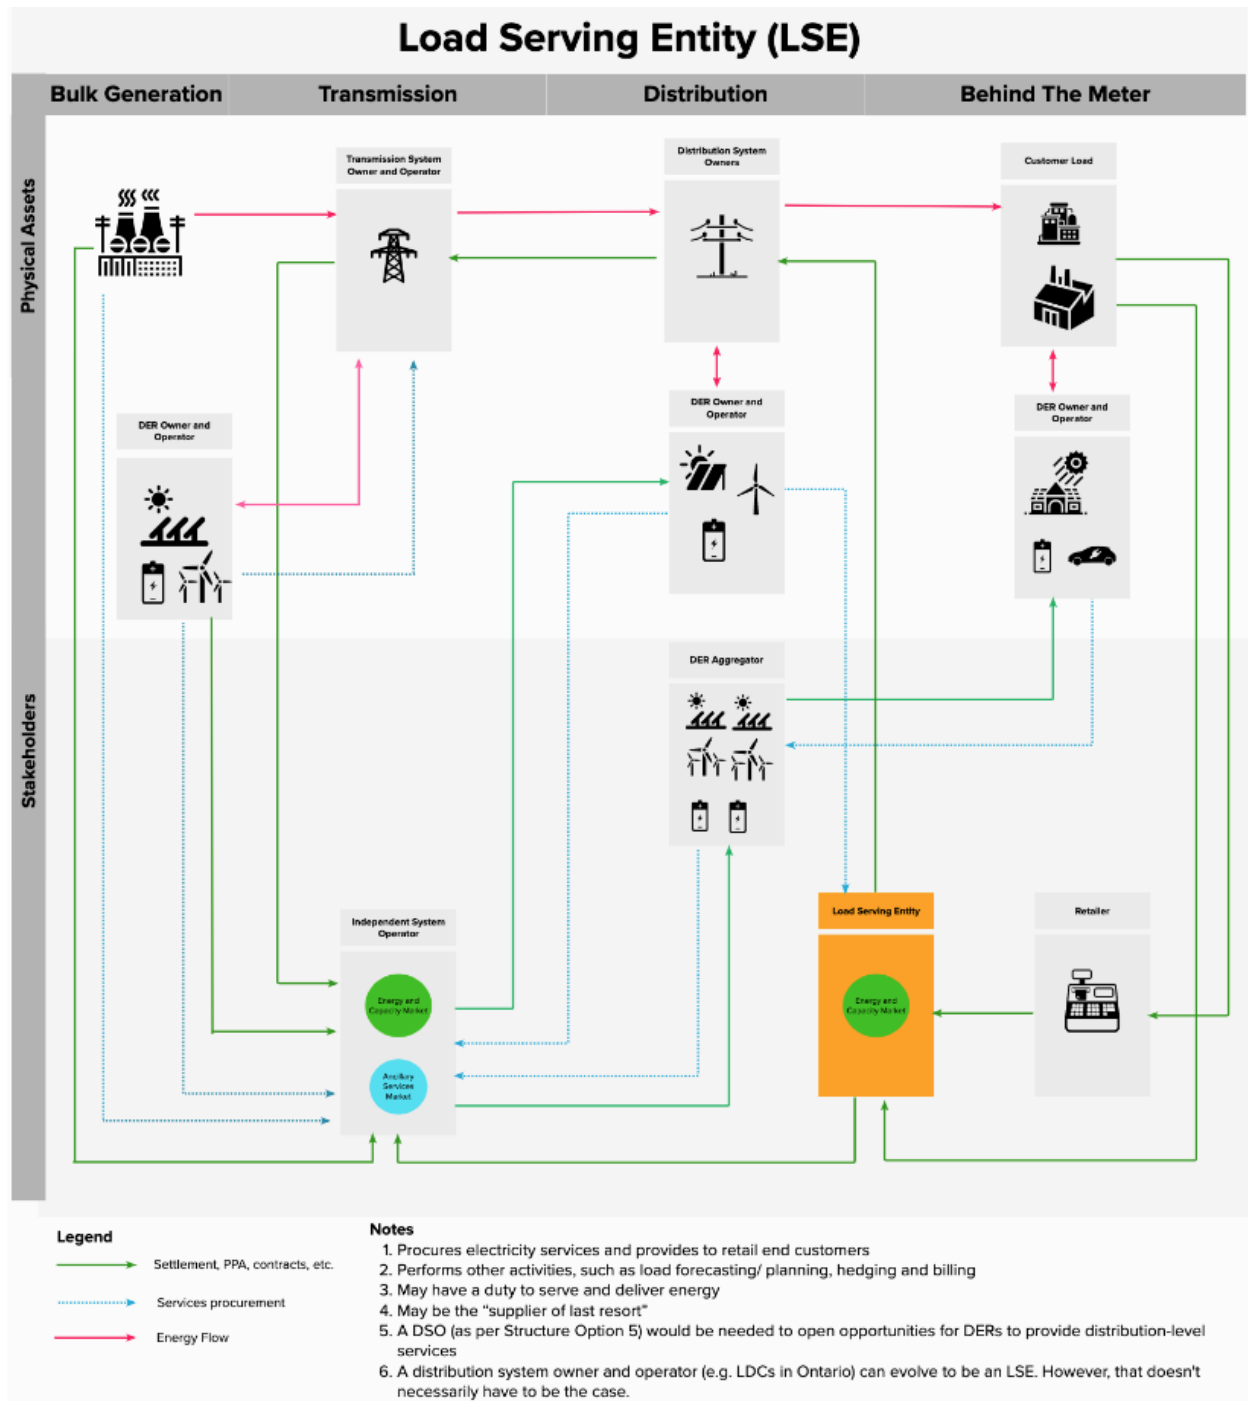 Load Serving Entity (LSE)
Bulk Generation
Transmission
Distribution
Behind The Meter
Physical Assets
Transmission System
Owner and Operator
Distribution System
Owners
Customer Load
DER Owner and
Operator
DER Owner and
Operator
DER Owner and
Operator
Stakeholders
DER Aggregator
Independent System
Operator
Energy and
Capacity Market
Ancillary
Services
Market
Load Serving Entity
Energy and
Capacity Market
Retailer
Legend
Settlement, PPA, contracts, etc.
Services procurement
Energy Flow
Notes
1. Procures electricity services and provides to retail end customers
2. Performs other activities, such as load forecasting/ planning, hedging and billing
3. May have a duty to serve and deliver energy
4. May be the “supplier of last resort”
5. A DSO (as per Structure Option 5) would be needed to open opportunities for DERs to provide distribution-level
services
6. A distribution system owner and operator (e.g. LDCs in Ontario) can evolve to be an LSE. However, that doesn't
necessarily have to be the case.